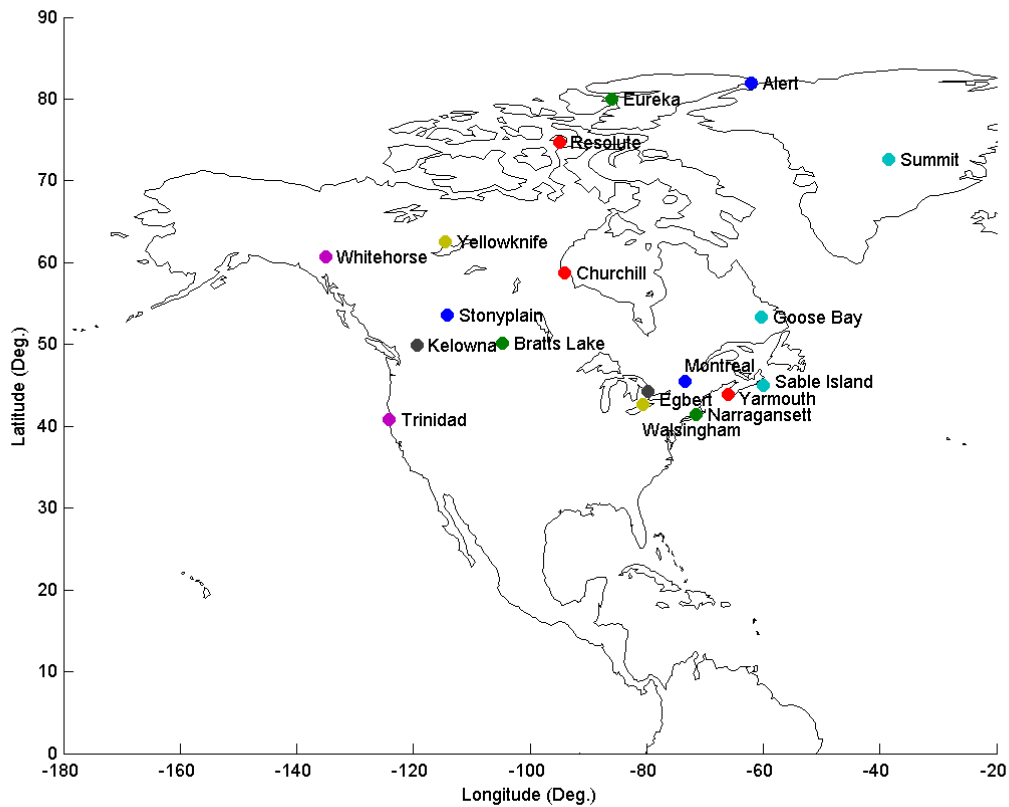 90
80
70
60
50
40
30
20
10
0
Latitude (Deg.)
Alert
Eureka
Resolute
Summit
Yellowknife
Whitehorse
Churchill
Stonyplain
Goose Bay
Kelowna
Bratts Lake
Montreal
Sable Island
Egbert
Yarmouth
Narragansett
Trinidad
Walsingham
-180
-160
-140
-120
-100
-80
-60
-40
-20
Longitude (Deg.)